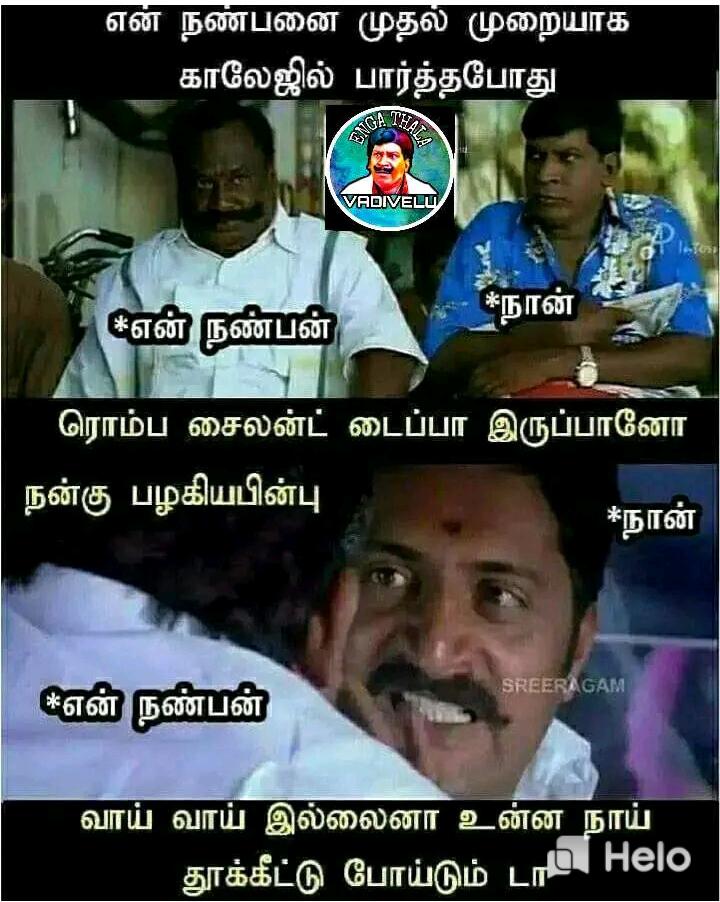 என் நண்பனை முதல் முறையாக
காலேஜில் பார்த்தபோது
ENGA THALA
VADIVELU
*என் நண்பன்
*நான்
ரொம்ப சைலன்ட் டைப்பா இருப்பானோ
நன்கு பழகியபின்பு
*நான்
SREERAGAM
*என் நண்பன்
வாய் வாய் இல்லைனா உன்ன நாய்
தூக்கீட்டு போய்டும் டா
Helo